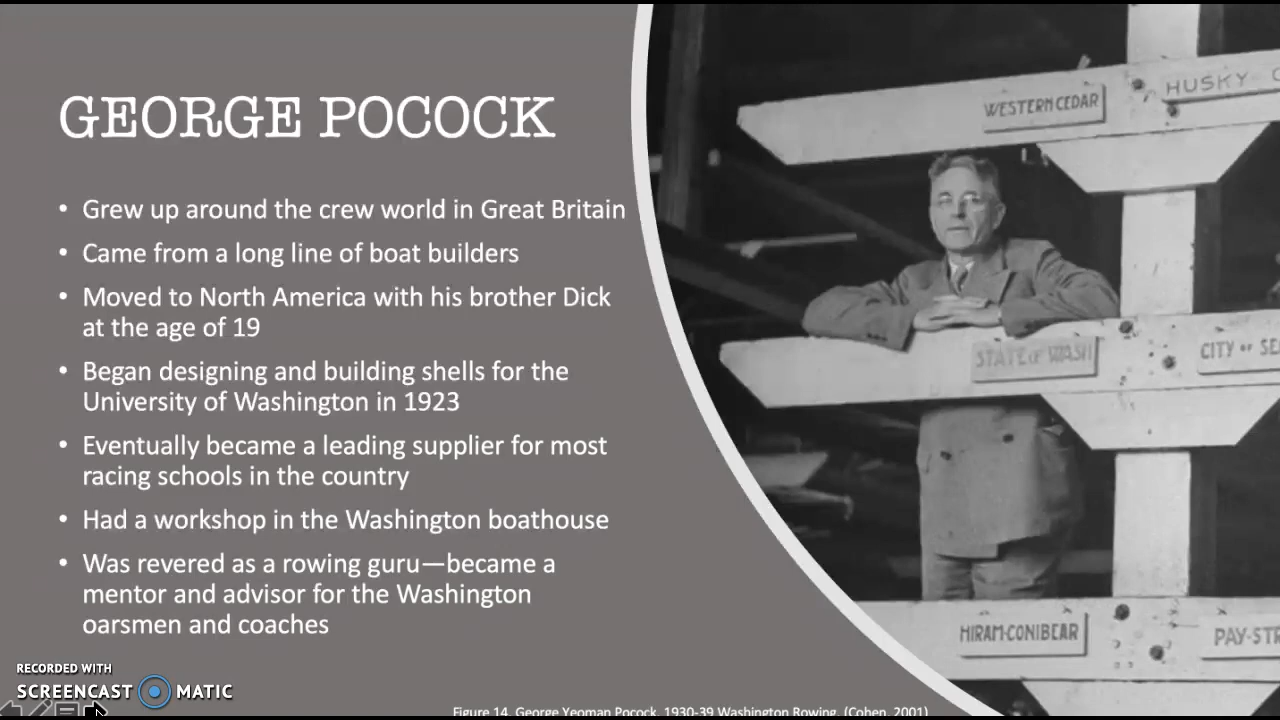 GEORGE POCOCK
• Grew up around the crew world in Great Britain
• Came from a long line of boat builders
• Moved to North America with his brother Dick
at the age of 19
• Began designing and building shells for the
University of Washington in 1923
• Eventually became a leading supplier for most
racing schools in the country
• Had a workshop in the Washington boathouse
• Was revered as a rowing guru—became a
mentor and advisor for the Washington
oarsmen and coaches
WESTERN CEDAR
HUSKY
STATE OF WASH
CITY OF SE
HIRAM·CONIBEAR
PAY-STR
RECORDED WITH
SCREENCAST MATIC
Figure 14. George Yeoman Pocock, 1930-39 Washington Rowing. (Cohen, 2001)